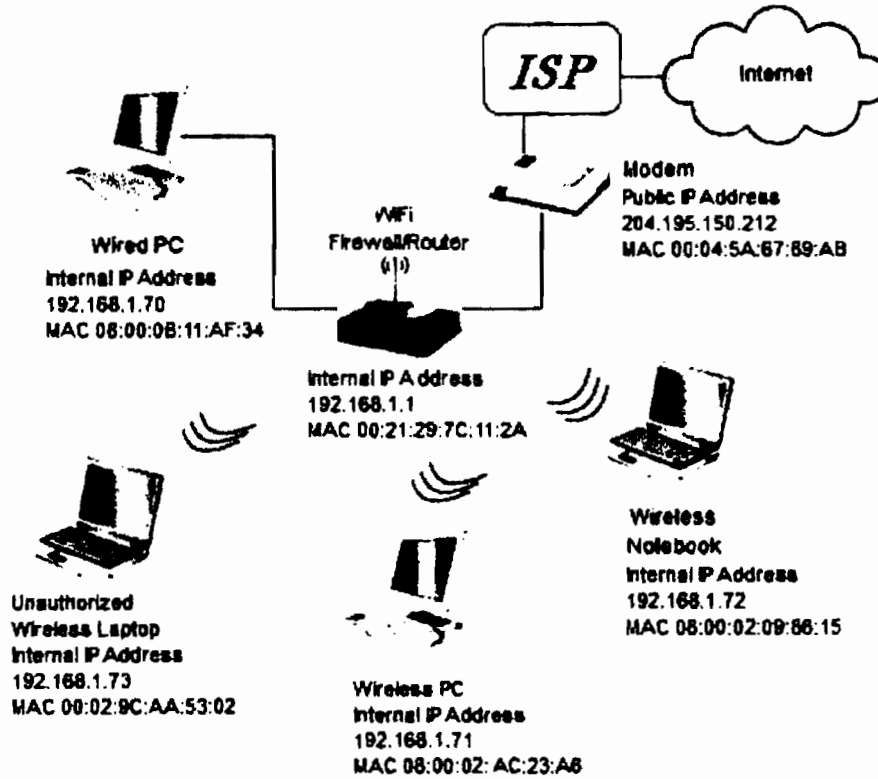 ISP
Internet
Modem
Public IP Address
204.195.150.212
MAC 00:04:5A:67:89:AB
WiFi
Firewall/Router
Wired PC
Internal IP Address
192.168.1.70
MAC 08:00:0B:11:AF:34
Internal IP Address
192.168.1.1
MAC 00:21:29:7C:11:2A
Wireless
Notebook
Internal IP Address
192.168.1.72
MAC 08:00:02:09:86:15
Unauthorized
Wireless Laptop
Internal IP Address
192.168.1.73
MAC 00:02:9C:AA:53:02
Wireless PC
Internal IP Address
192.168.1.71
MAC 08:00:02: AC:23:A6